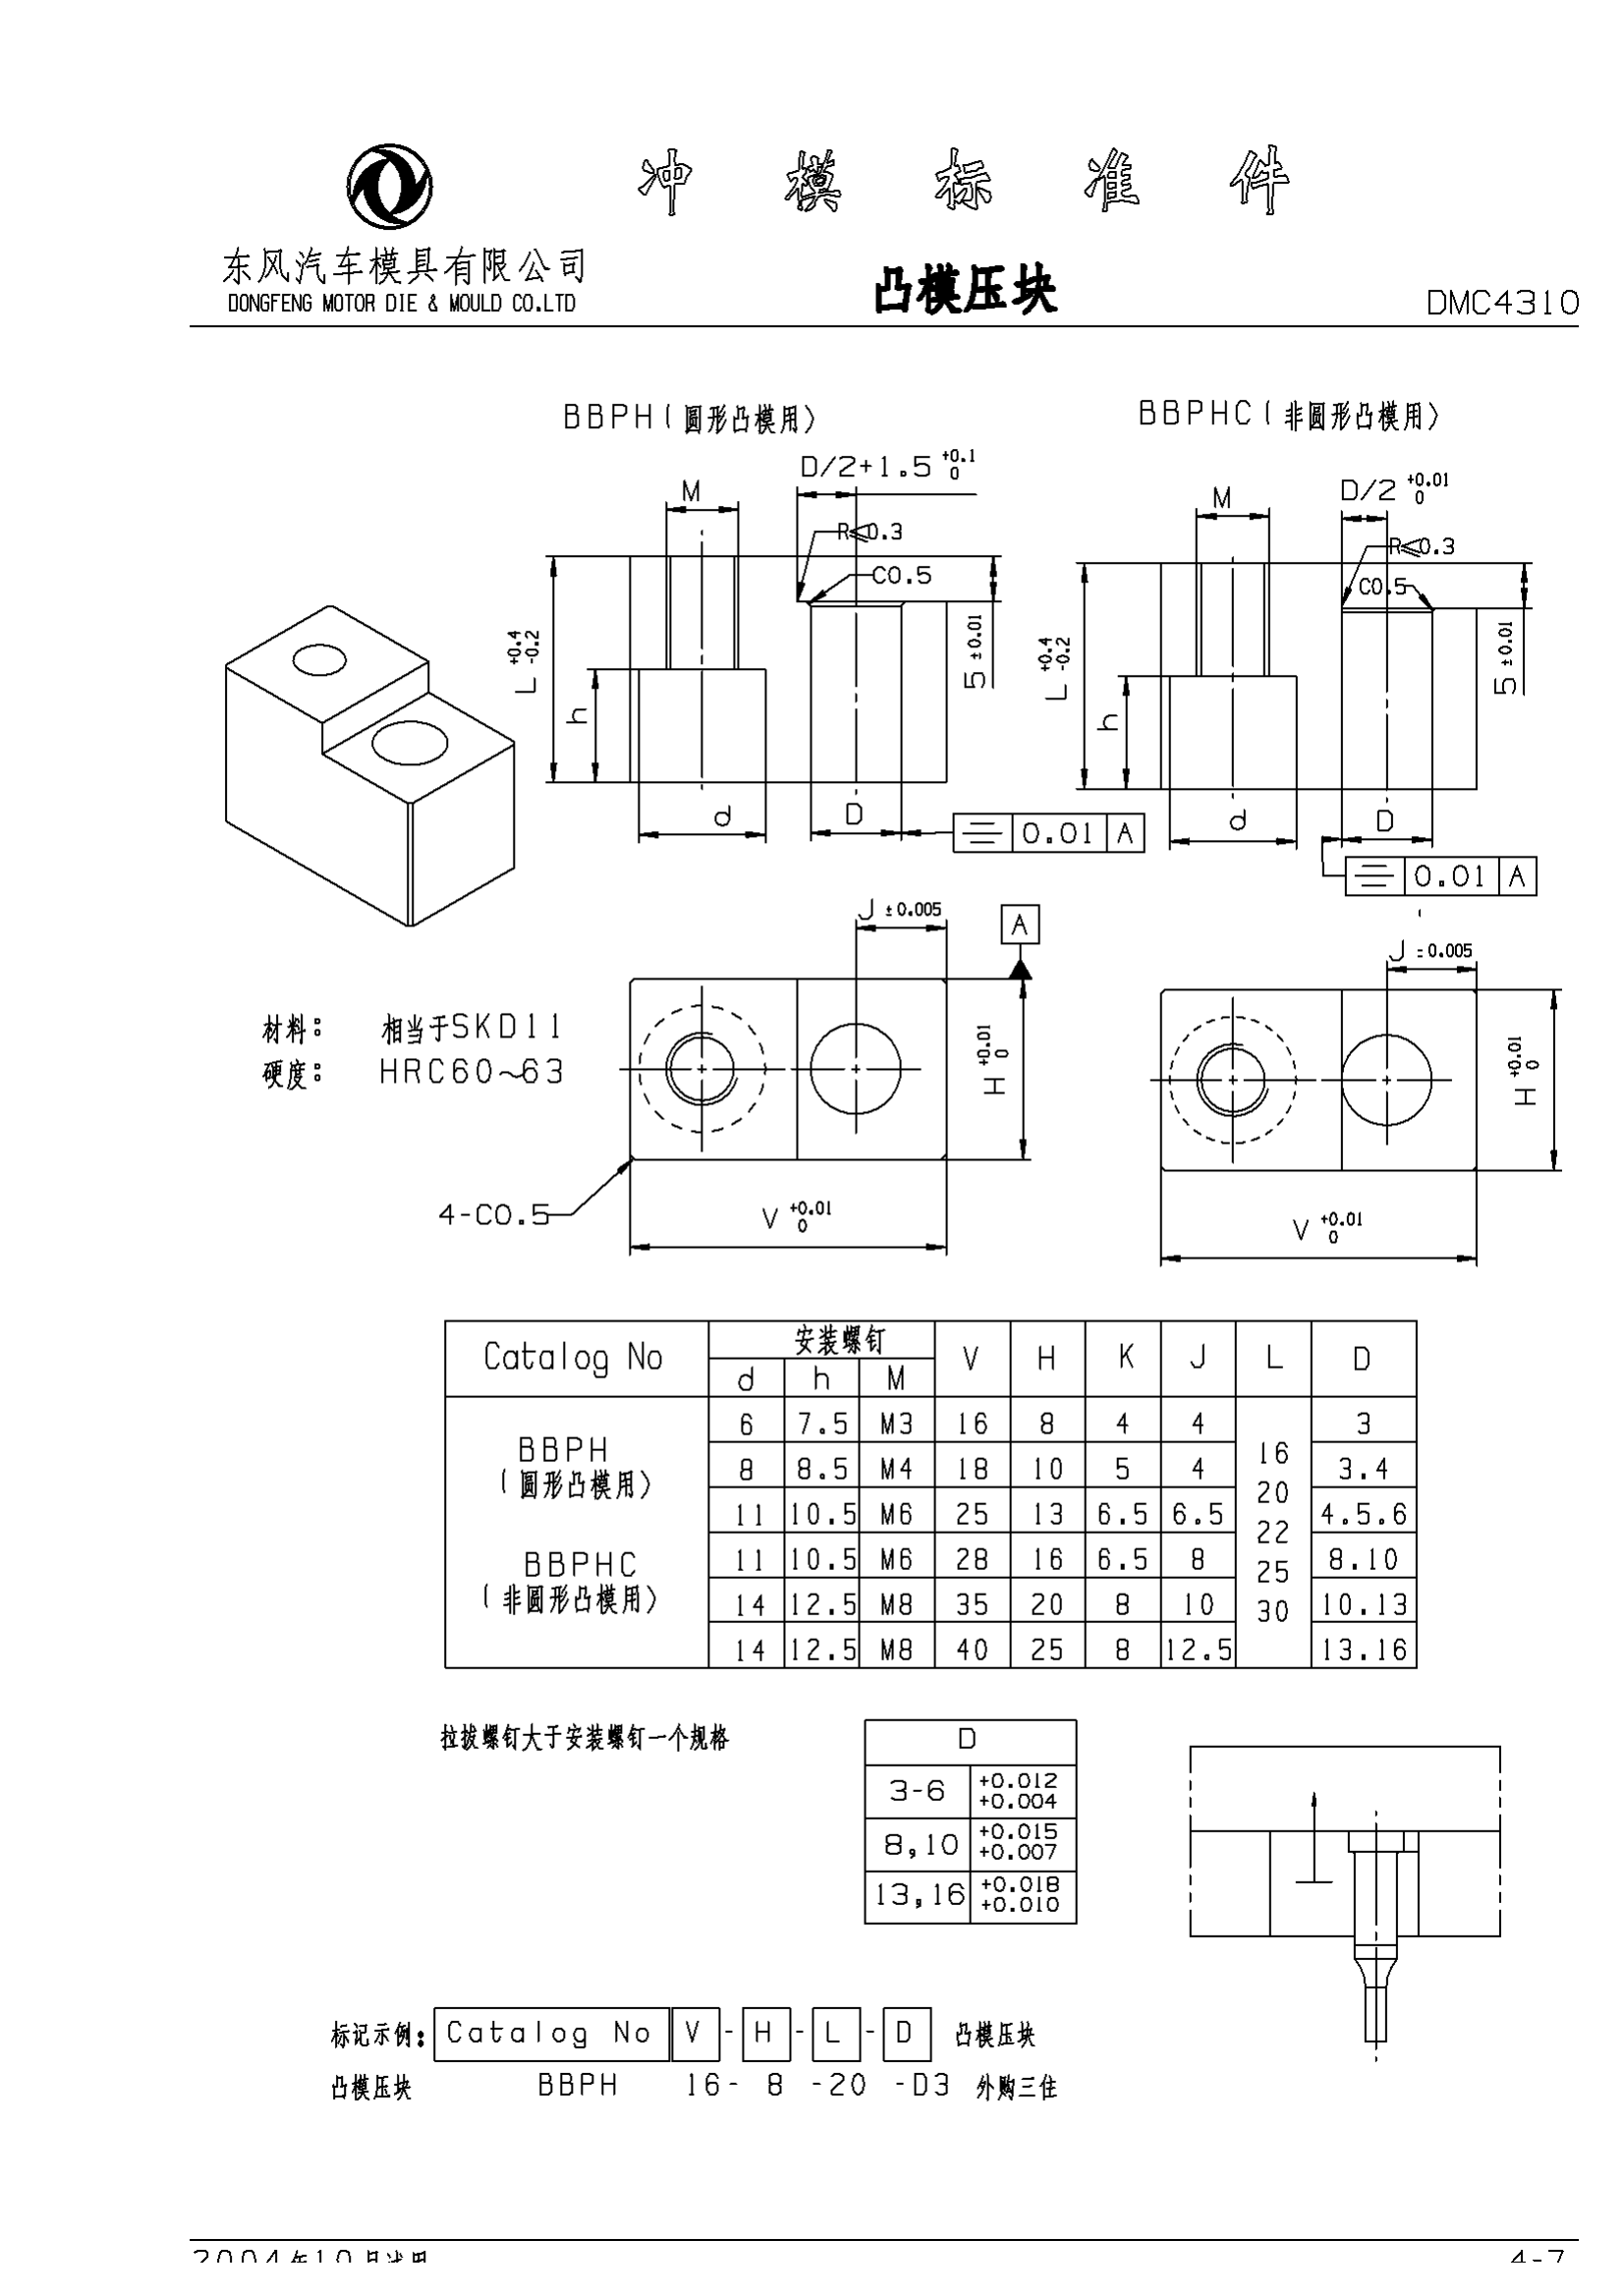 冲 模 标 准 件
东风汽车模具有限公司
DONGFENG MOTOR DIE & MOULD CO.LTD
凸模压块
DMC4310
BBPH(圆形凸模用)
BBPHC(非圆形凸模用)
D/2+1.5 +0.1 0
M
R≤0.3
C0.5
L +0.4 -0.2
h
5 ±0.01
d
D
0.01 A
D/2 +0.01 0
M
R≤0.3
C0.5
L +0.4 -0.2
h
5 ±0.01
d
D
0.01 A
J ±0.005
A
H +0.01 0
4-C0.5
V +0.01 0
J ±0.005
H +0.01 0
V +0.01 0
材料: 相当于SKD11
硬度: HRC60~63
Catalog No 安装螺钉 V H K J L D
d h M
6 7.5 M3 16 8 4 4 3
8 8.5 M4 18 10 5 4 3.4
11 10.5 M6 25 13 6.5 6.5 4.5.6
11 10.5 M6 28 16 6.5 8 8.10
14 12.5 M8 35 20 8 10 10.13
14 12.5 M8 40 25 8 12.5 13.16
BBPH
(圆形凸模用)
BBPHC
(非圆形凸模用)
16
20
22
25
30
拉拔螺钉大于安装螺钉一个规格
D
3-6 +0.012 +0.004
8,10 +0.015 +0.007
13,16 +0.018 +0.010
标记示例: Catalog No V - H - L - D 凸模压块
凸模压块 BBPH 16- 8 -20 -D3 外购三住
2004年10月
4-7